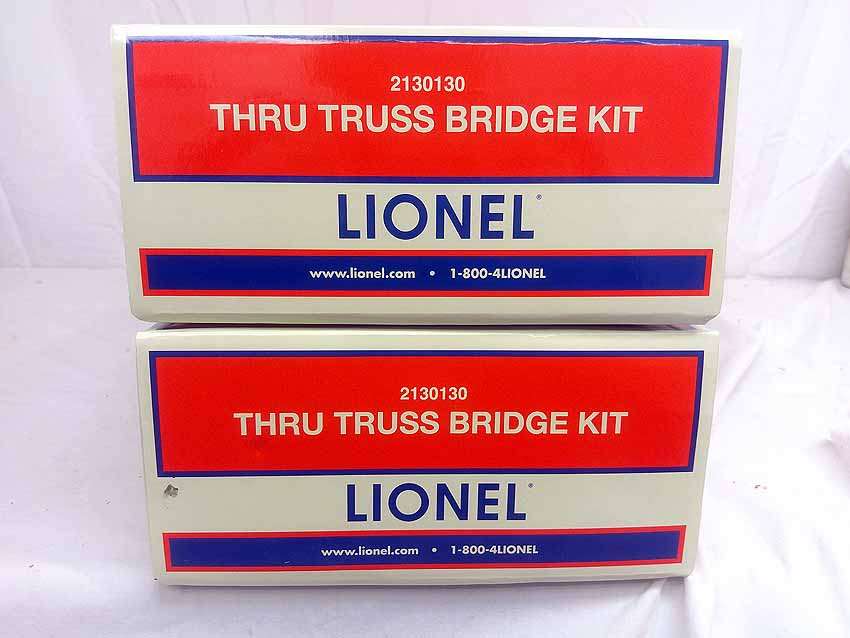 2130130
THRU TRUSS BRIDGE KIT
LIONEL®
www.lionel.com • 1-800-4LIONEL
2130130
THRU TRUSS BRIDGE KIT
LIONEL®
www.lionel.com • 1-800-4LIONEL